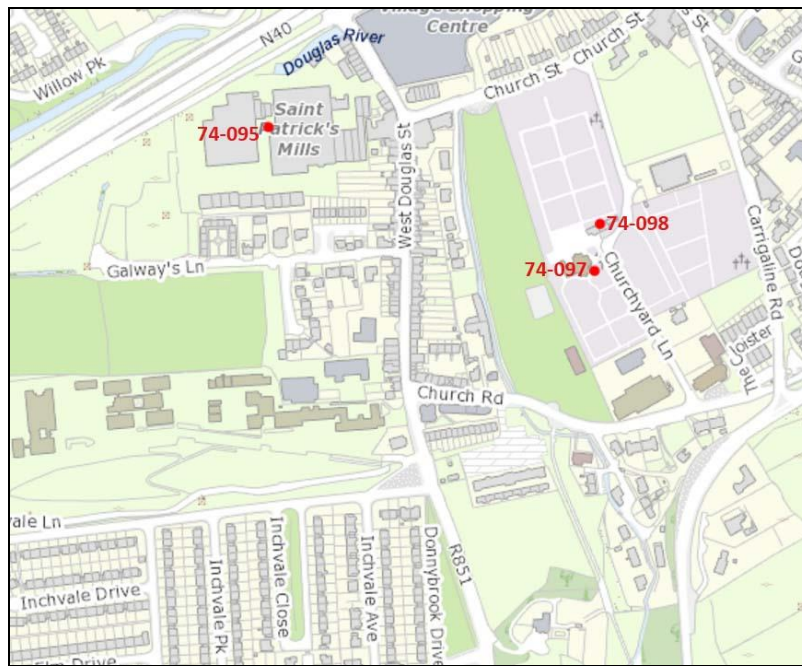 Village Shopping
Centre
N40
Douglas River
Willow Pk
Church St
Church St
s St
G
Saint
Patrick's
Mills
74-095
West Douglas St
74-098
74-097
Galway's Ln
Churchyard Ln
Carrigaline Rd
Dou
The Cloister
Church Rd
vale Ln
Inchvale Drive
Inchvale Pk
Inchvale Close
Inchvale Ave
Donnybrook Drive
R851
Elm Drive